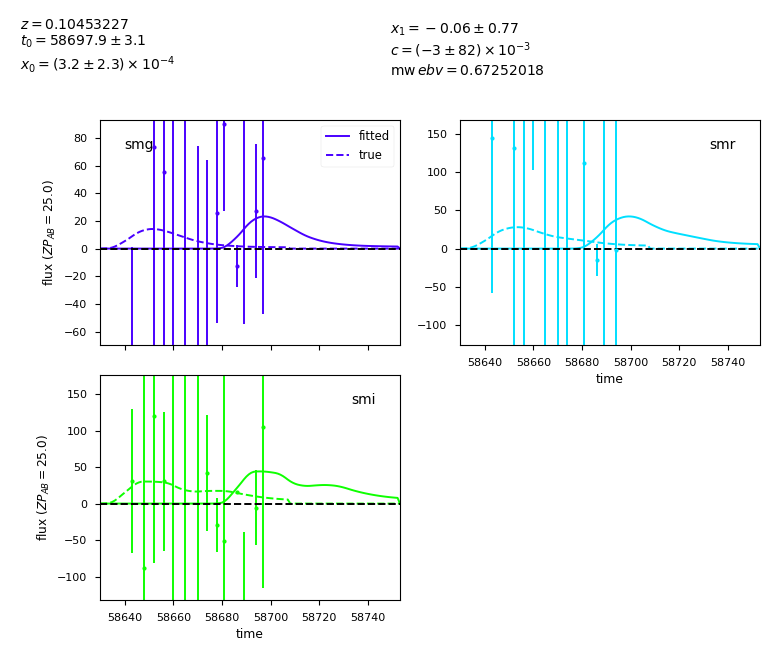 z = 0.10453227
t0 = 58697.9 ± 3.1
x0 = (3.2 ± 2.3) × 10^-4
x1 = −0.06 ± 0.77
c = (−3 ± 82) × 10^-3
mw ebv = 0.67252018
smg
fitted
true
80
60
40
20
0
−20
−40
−60
flux (ZP_AB = 25.0)
smr
150
100
50
0
−50
−100
58640 58660 58680 58700 58720 58740
time
smi
150
100
50
0
−50
−100
flux (ZP_AB = 25.0)
58640 58660 58680 58700 58720 58740
time